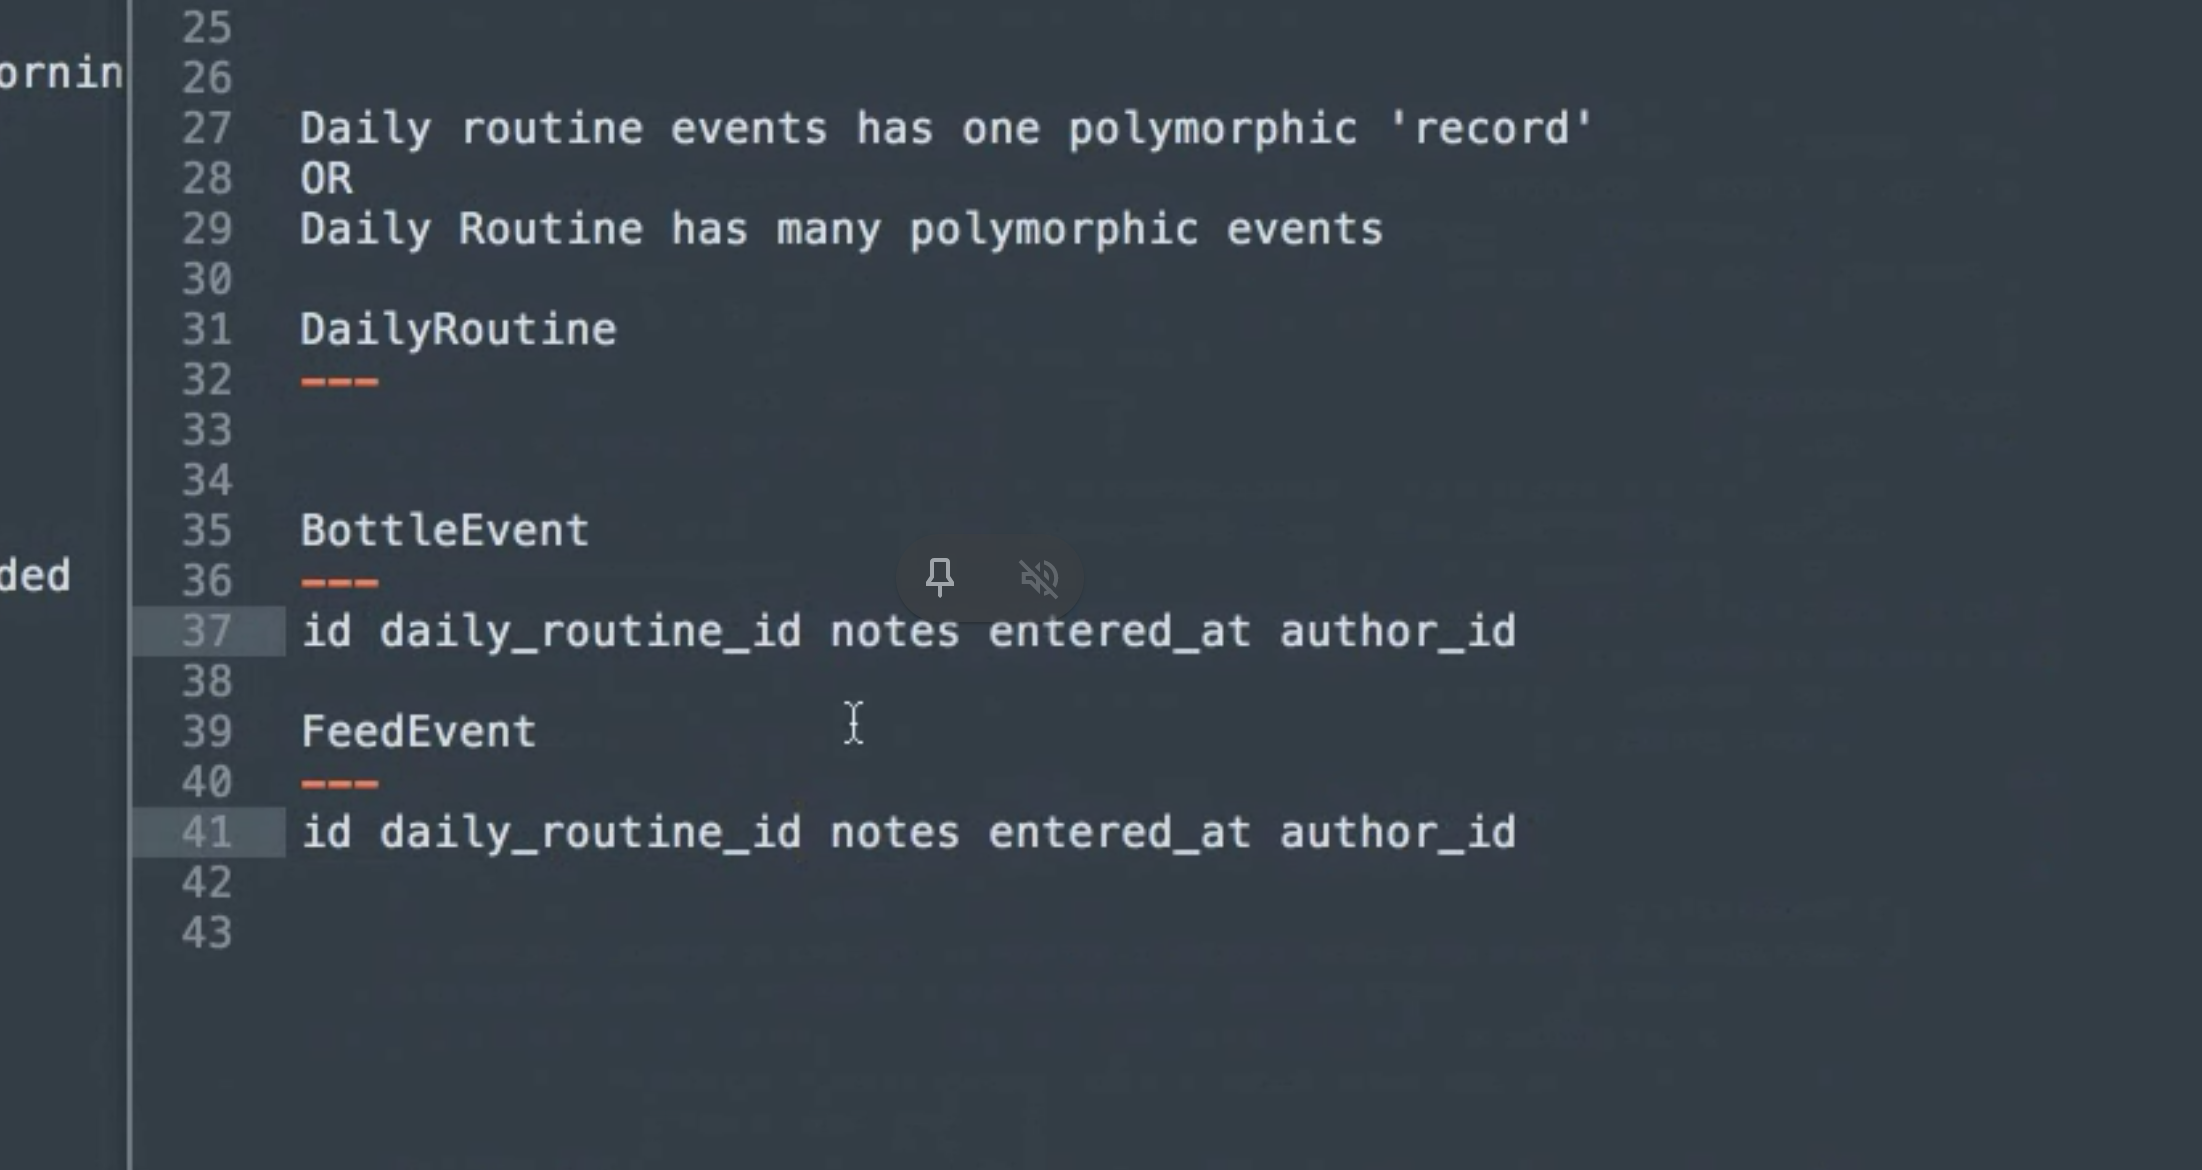 25
ornin
26
27 Daily routine events has one polymorphic 'record'
28 OR
29 Daily Routine has many polymorphic events
30
31 DailyRoutine
32 ---
33
34
35 BottleEvent
ded
36 ---
37 id daily_routine_id notes entered_at author_id
38
39 FeedEvent
40 ---
41 id daily_routine_id notes entered_at author_id
42
43